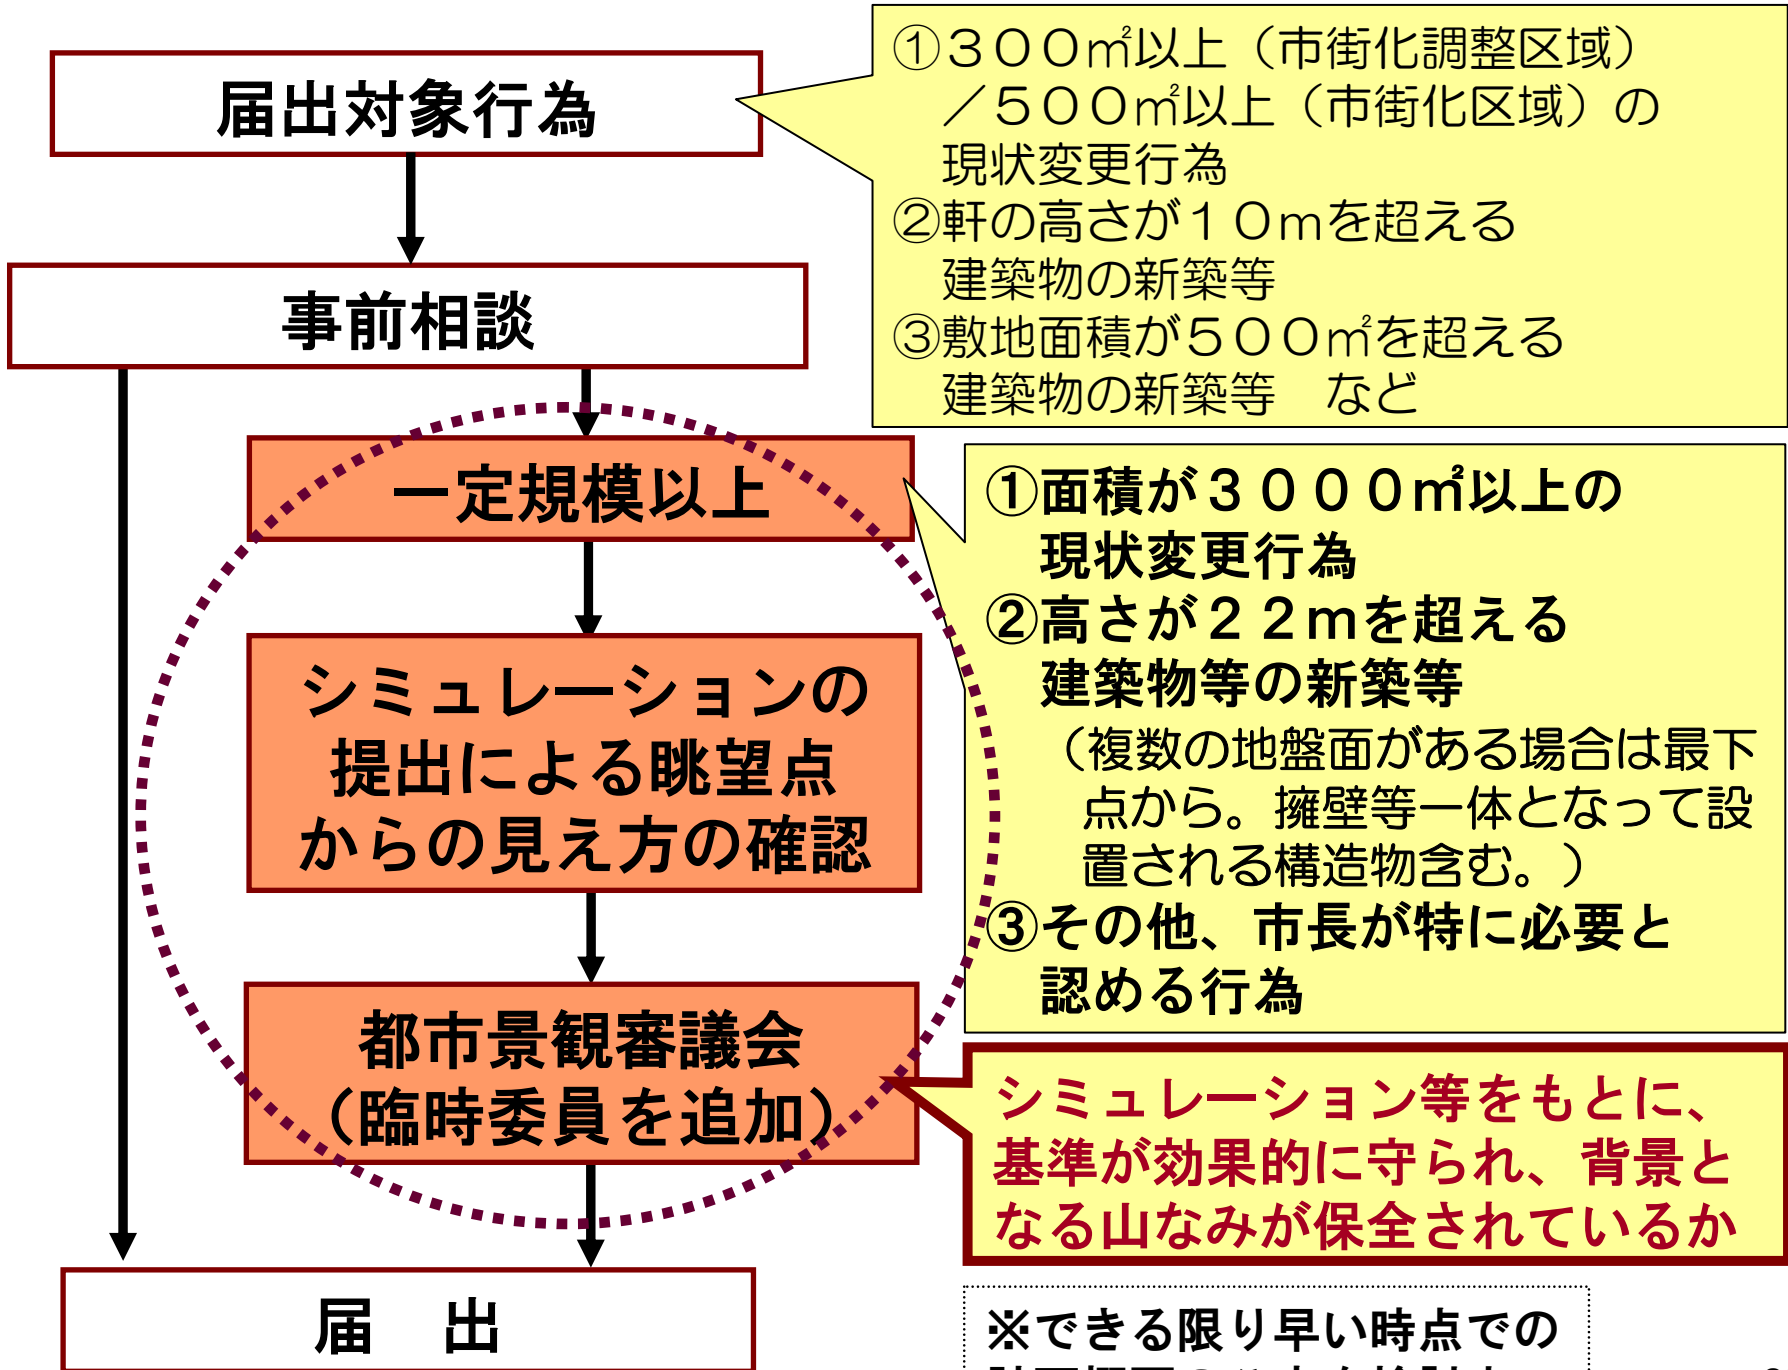 届出対象行為
①３００㎡以上（市街化調整区域）
／５００㎡以上（市街化区域）の
現状変更行為
②軒の高さが１０ｍを超える
建築物の新築等
③敷地面積が５００㎡を超える
建築物の新築等　など
事前相談
一定規模以上
①面積が３０００㎡以上の
現状変更行為
②高さが２２ｍを超える
建築物等の新築等
（複数の地盤面がある場合は最下
点から。擁壁等一体となって設
置される構造物含む。）
③その他、市長が特に必要と
認める行為
シミュレーションの
提出による眺望点
からの見え方の確認
都市景観審議会
（臨時委員を追加）
シミュレーション等をもとに、
基準が効果的に守られ、背景と
なる山なみが保全されているか
届　出
※できる限り早い時点での